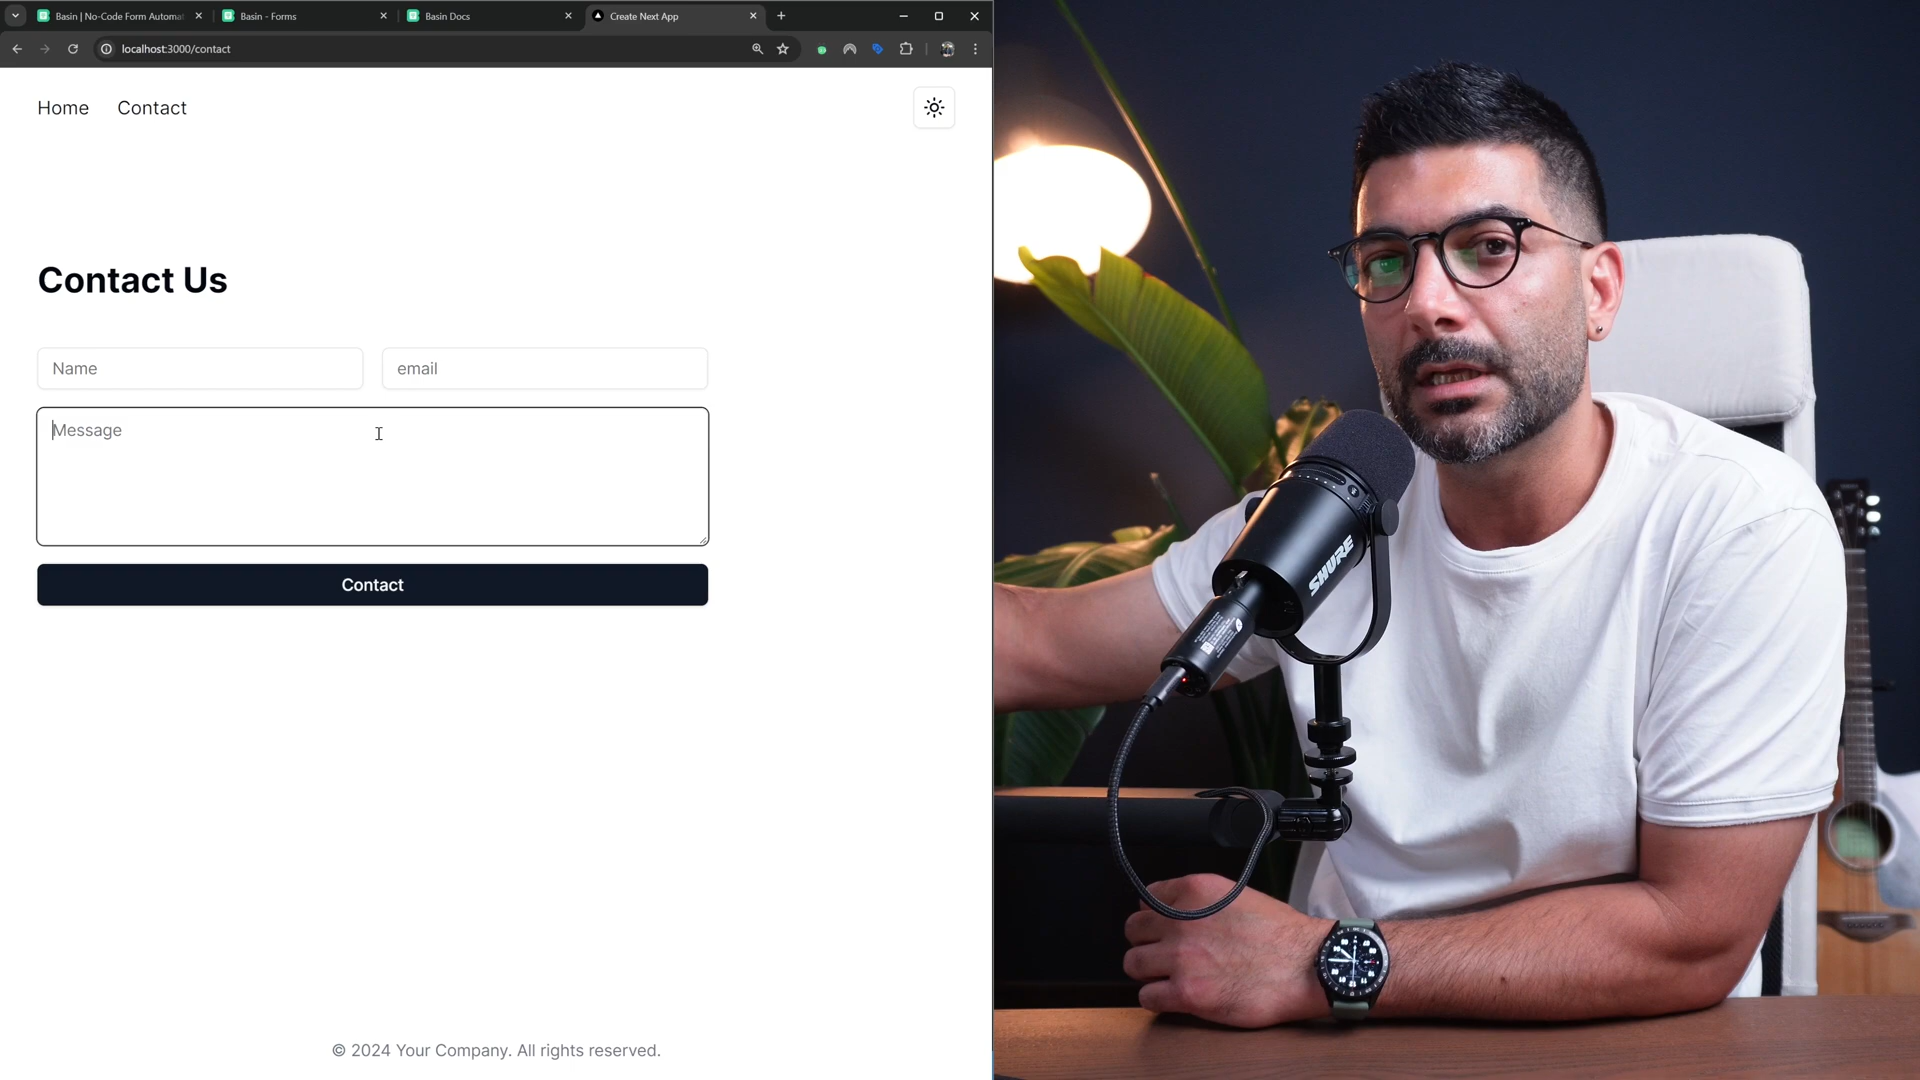 Basin | No-Code Form Automat
Basin - Forms
Basin Docs
Create Next App
localhost:3000/contact
Home
Contact
Contact Us
Name
email
Message
Contact
© 2024 Your Company. All rights reserved.
SHURE